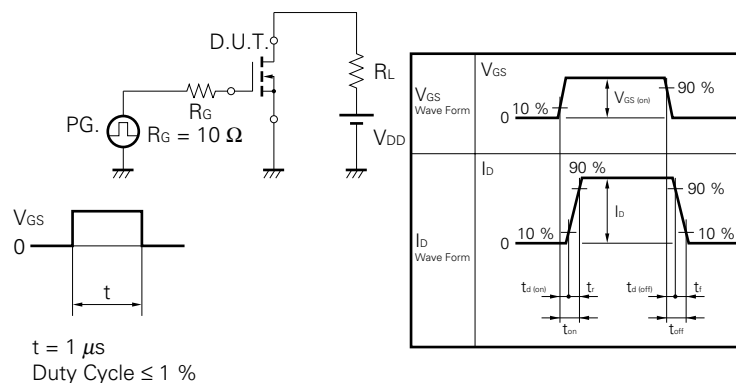 D.U.T.
RL
RG
PG.
RG = 10 Ω
VDD
VGS
0
t
t = 1 μs
Duty Cycle ≤ 1 %
VGS
Wave Form
VGS
10 %
0
VGS (on)
90 %
ID
Wave Form
ID
90 %
90 %
10 %
0
ID
10 %
td (on)
tr
td (off)
tf
ton
toff